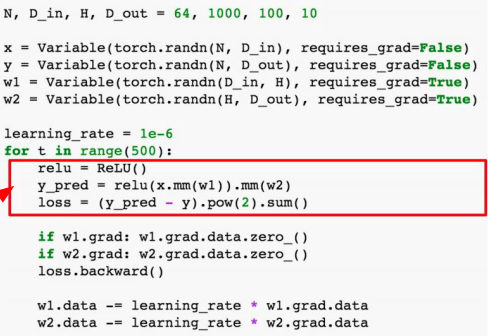 N, D_in, H, D_out = 64, 1000, 100, 10
x = Variable(torch.randn(N, D_in), requires_grad=False)
y = Variable(torch.randn(N, D_out), requires_grad=False)
w1 = Variable(torch.randn(D_in, H), requires_grad=True)
w2 = Variable(torch.randn(H, D_out), requires_grad=True)
learning_rate = 1e-6
for t in range(500):
    relu = ReLU()
    y_pred = relu(x.mm(w1)).mm(w2)
    loss = (y_pred - y).pow(2).sum()
    if w1.grad: w1.grad.data.zero_()
    if w2.grad: w2.grad.data.zero_()
    loss.backward()
    w1.data -= learning_rate * w1.grad.data
    w2.data -= learning_rate * w2.grad.data